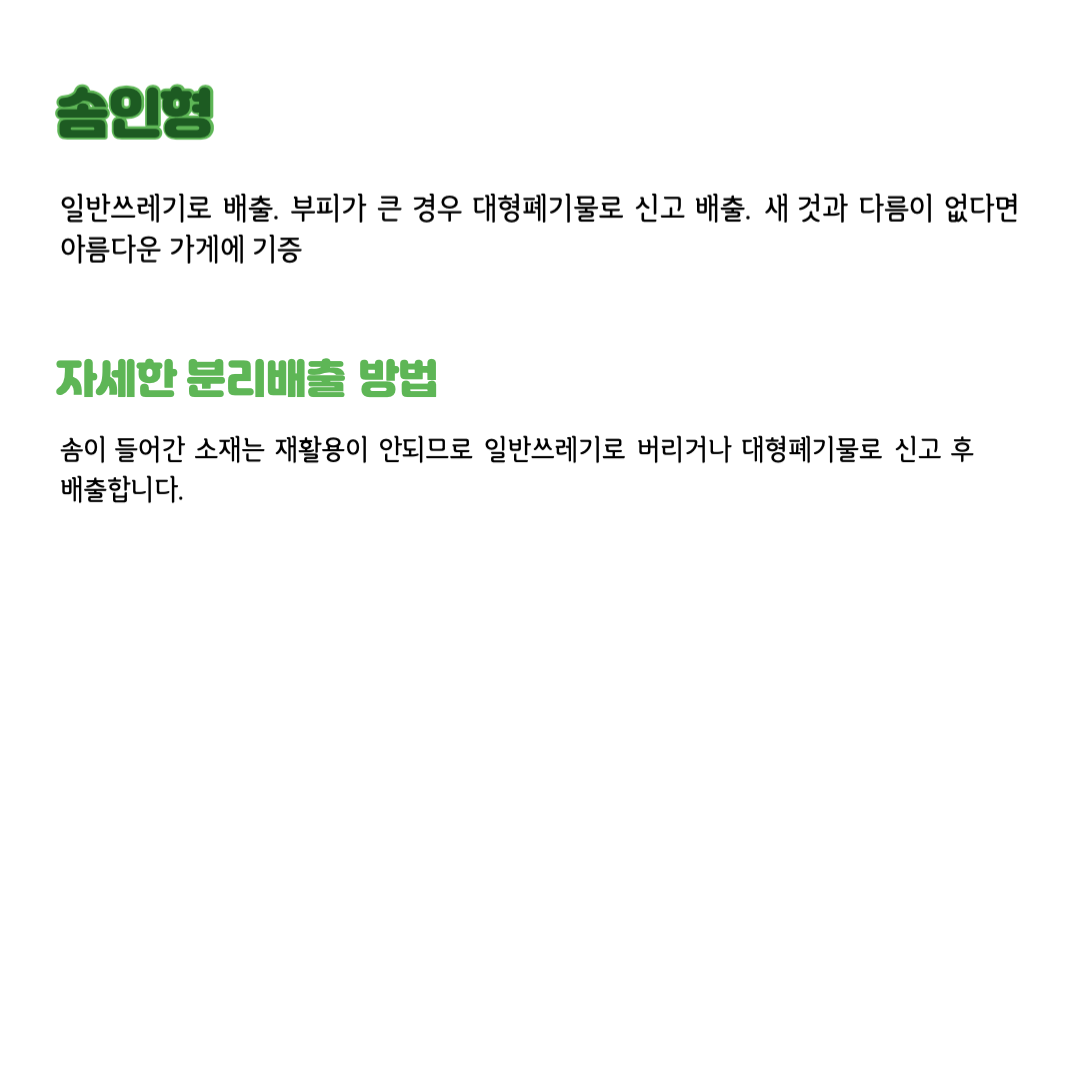 솜인형
일반쓰레기로 배출. 부피가 큰 경우 대형폐기물로 신고 배출. 새 것과 다름이 없다면
아름다운 가게에 기증
자세한 분리배출 방법
솜이 들어간 소재는 재활용이 안되므로 일반쓰레기로 버리거나 대형폐기물로 신고 후
배출합니다.